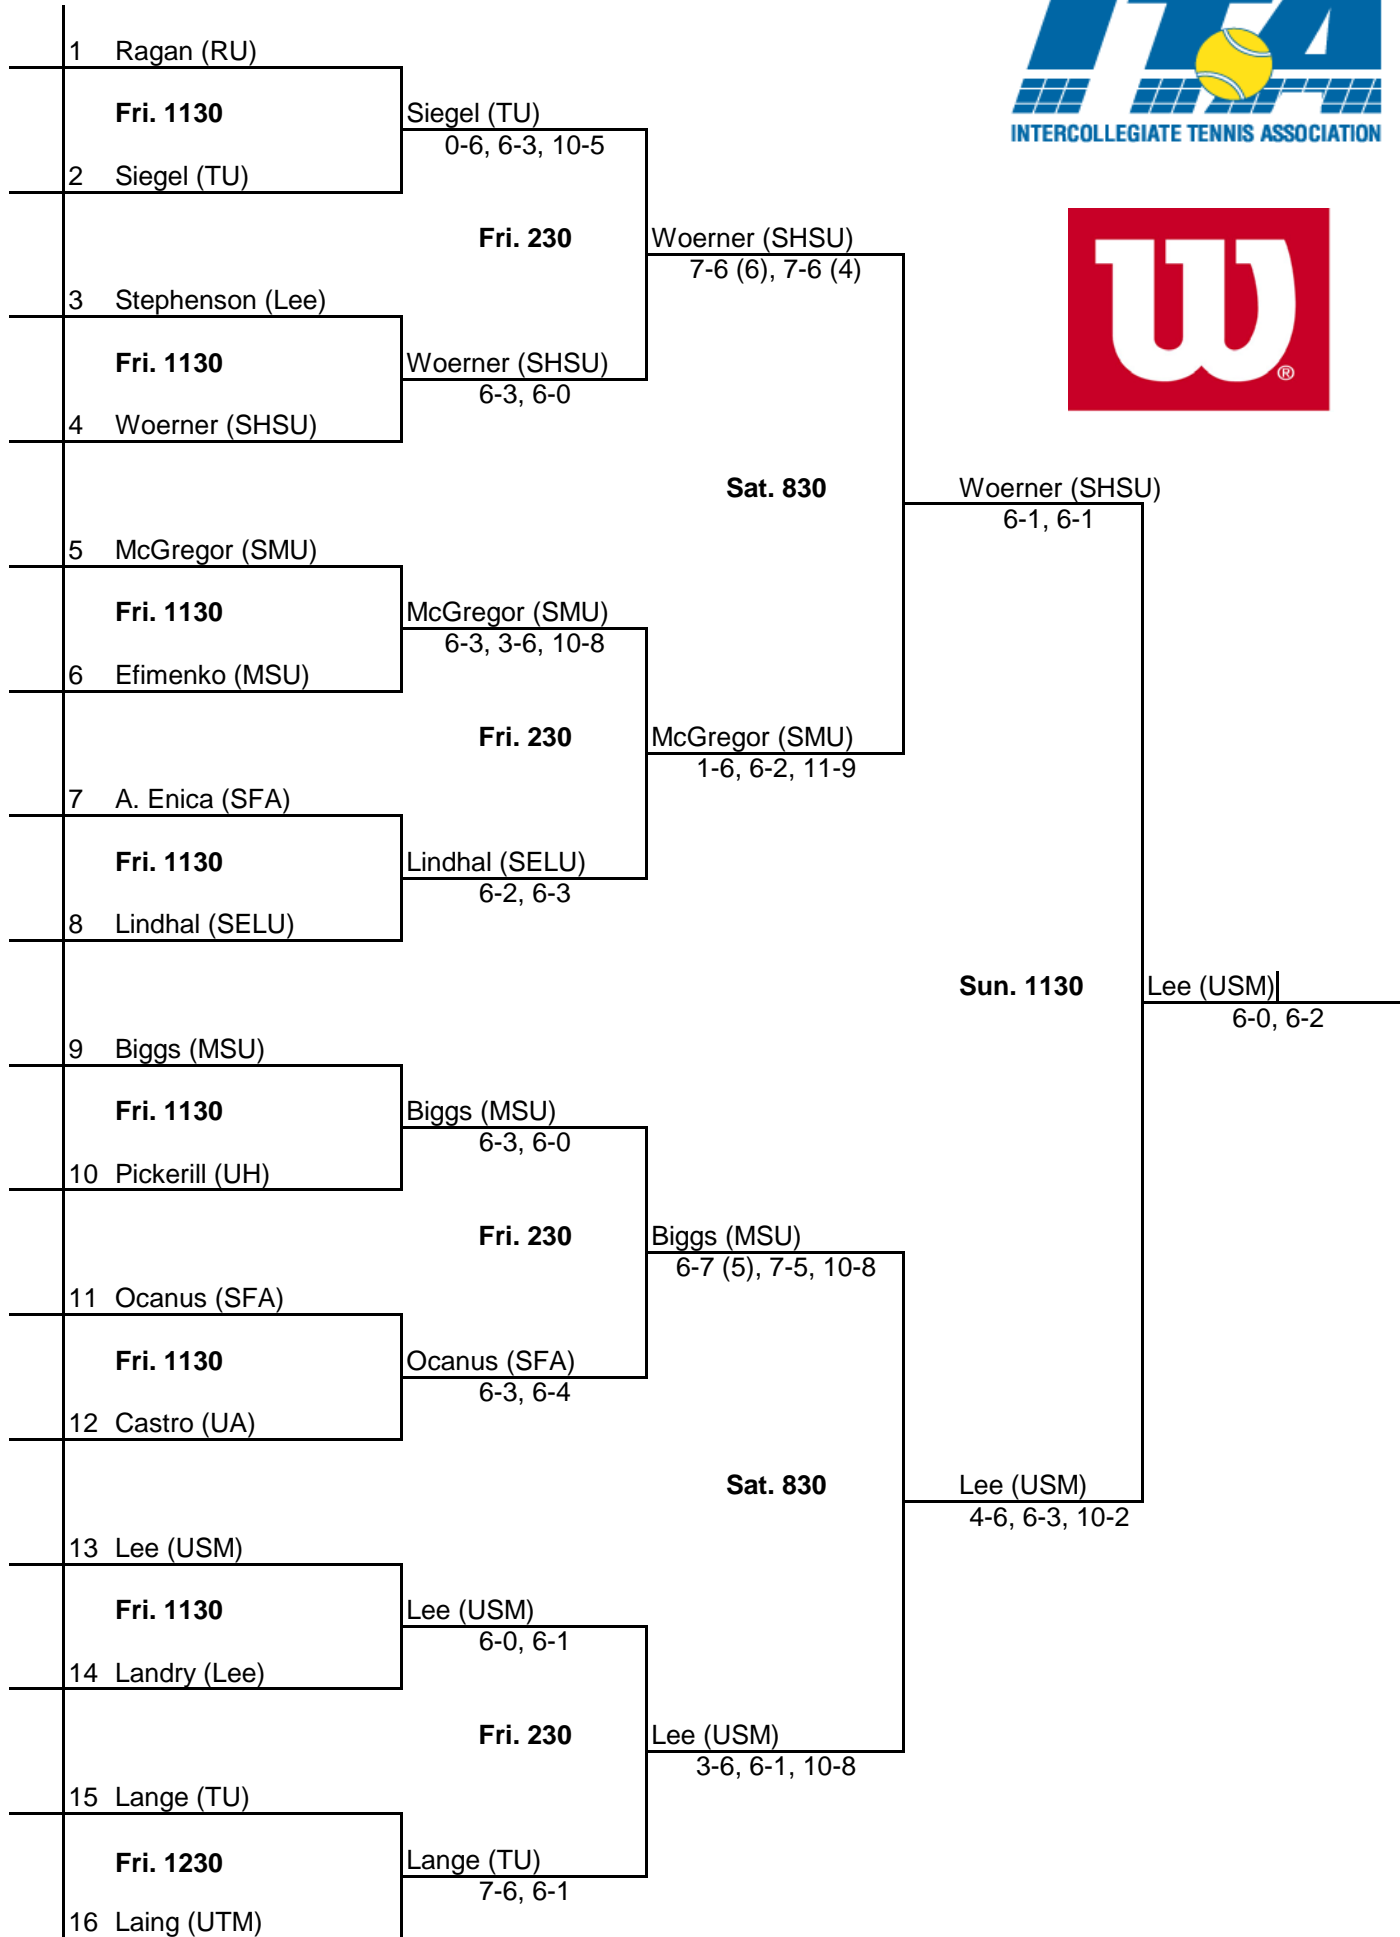 ITA
INTERCOLLEGIATE TENNIS ASSOCIATION
1 Ragan (RU)
Fri. 1130
Siegel (TU)
0-6, 6-3, 10-5
2 Siegel (TU)
Fri. 230
Woerner (SHSU)
7-6 (6), 7-6 (4)
W
®
3 Stephenson (Lee)
Fri. 1130
Woerner (SHSU)
6-3, 6-0
4 Woerner (SHSU)
Sat. 830
Woerner (SHSU)
6-1, 6-1
5 McGregor (SMU)
Fri. 1130
McGregor (SMU)
6-3, 3-6, 10-8
6 Efimenko (MSU)
Fri. 230
McGregor (SMU)
1-6, 6-2, 11-9
7 A. Enica (SFA)
Fri. 1130
Lindhal (SELU)
6-2, 6-3
8 Lindhal (SELU)
Sun. 1130
Lee (USM)
6-0, 6-2
9 Biggs (MSU)
Fri. 1130
Biggs (MSU)
6-3, 6-0
10 Pickerill (UH)
Fri. 230
Biggs (MSU)
6-7 (5), 7-5, 10-8
11 Ocanus (SFA)
Fri. 1130
Ocanus (SFA)
6-3, 6-4
12 Castro (UA)
Sat. 830
Lee (USM)
4-6, 6-3, 10-2
13 Lee (USM)
Fri. 1130
Lee (USM)
6-0, 6-1
14 Landry (Lee)
Fri. 230
Lee (USM)
3-6, 6-1, 10-8
15 Lange (TU)
Fri. 1230
Lange (TU)
7-6, 6-1
16 Laing (UTM)